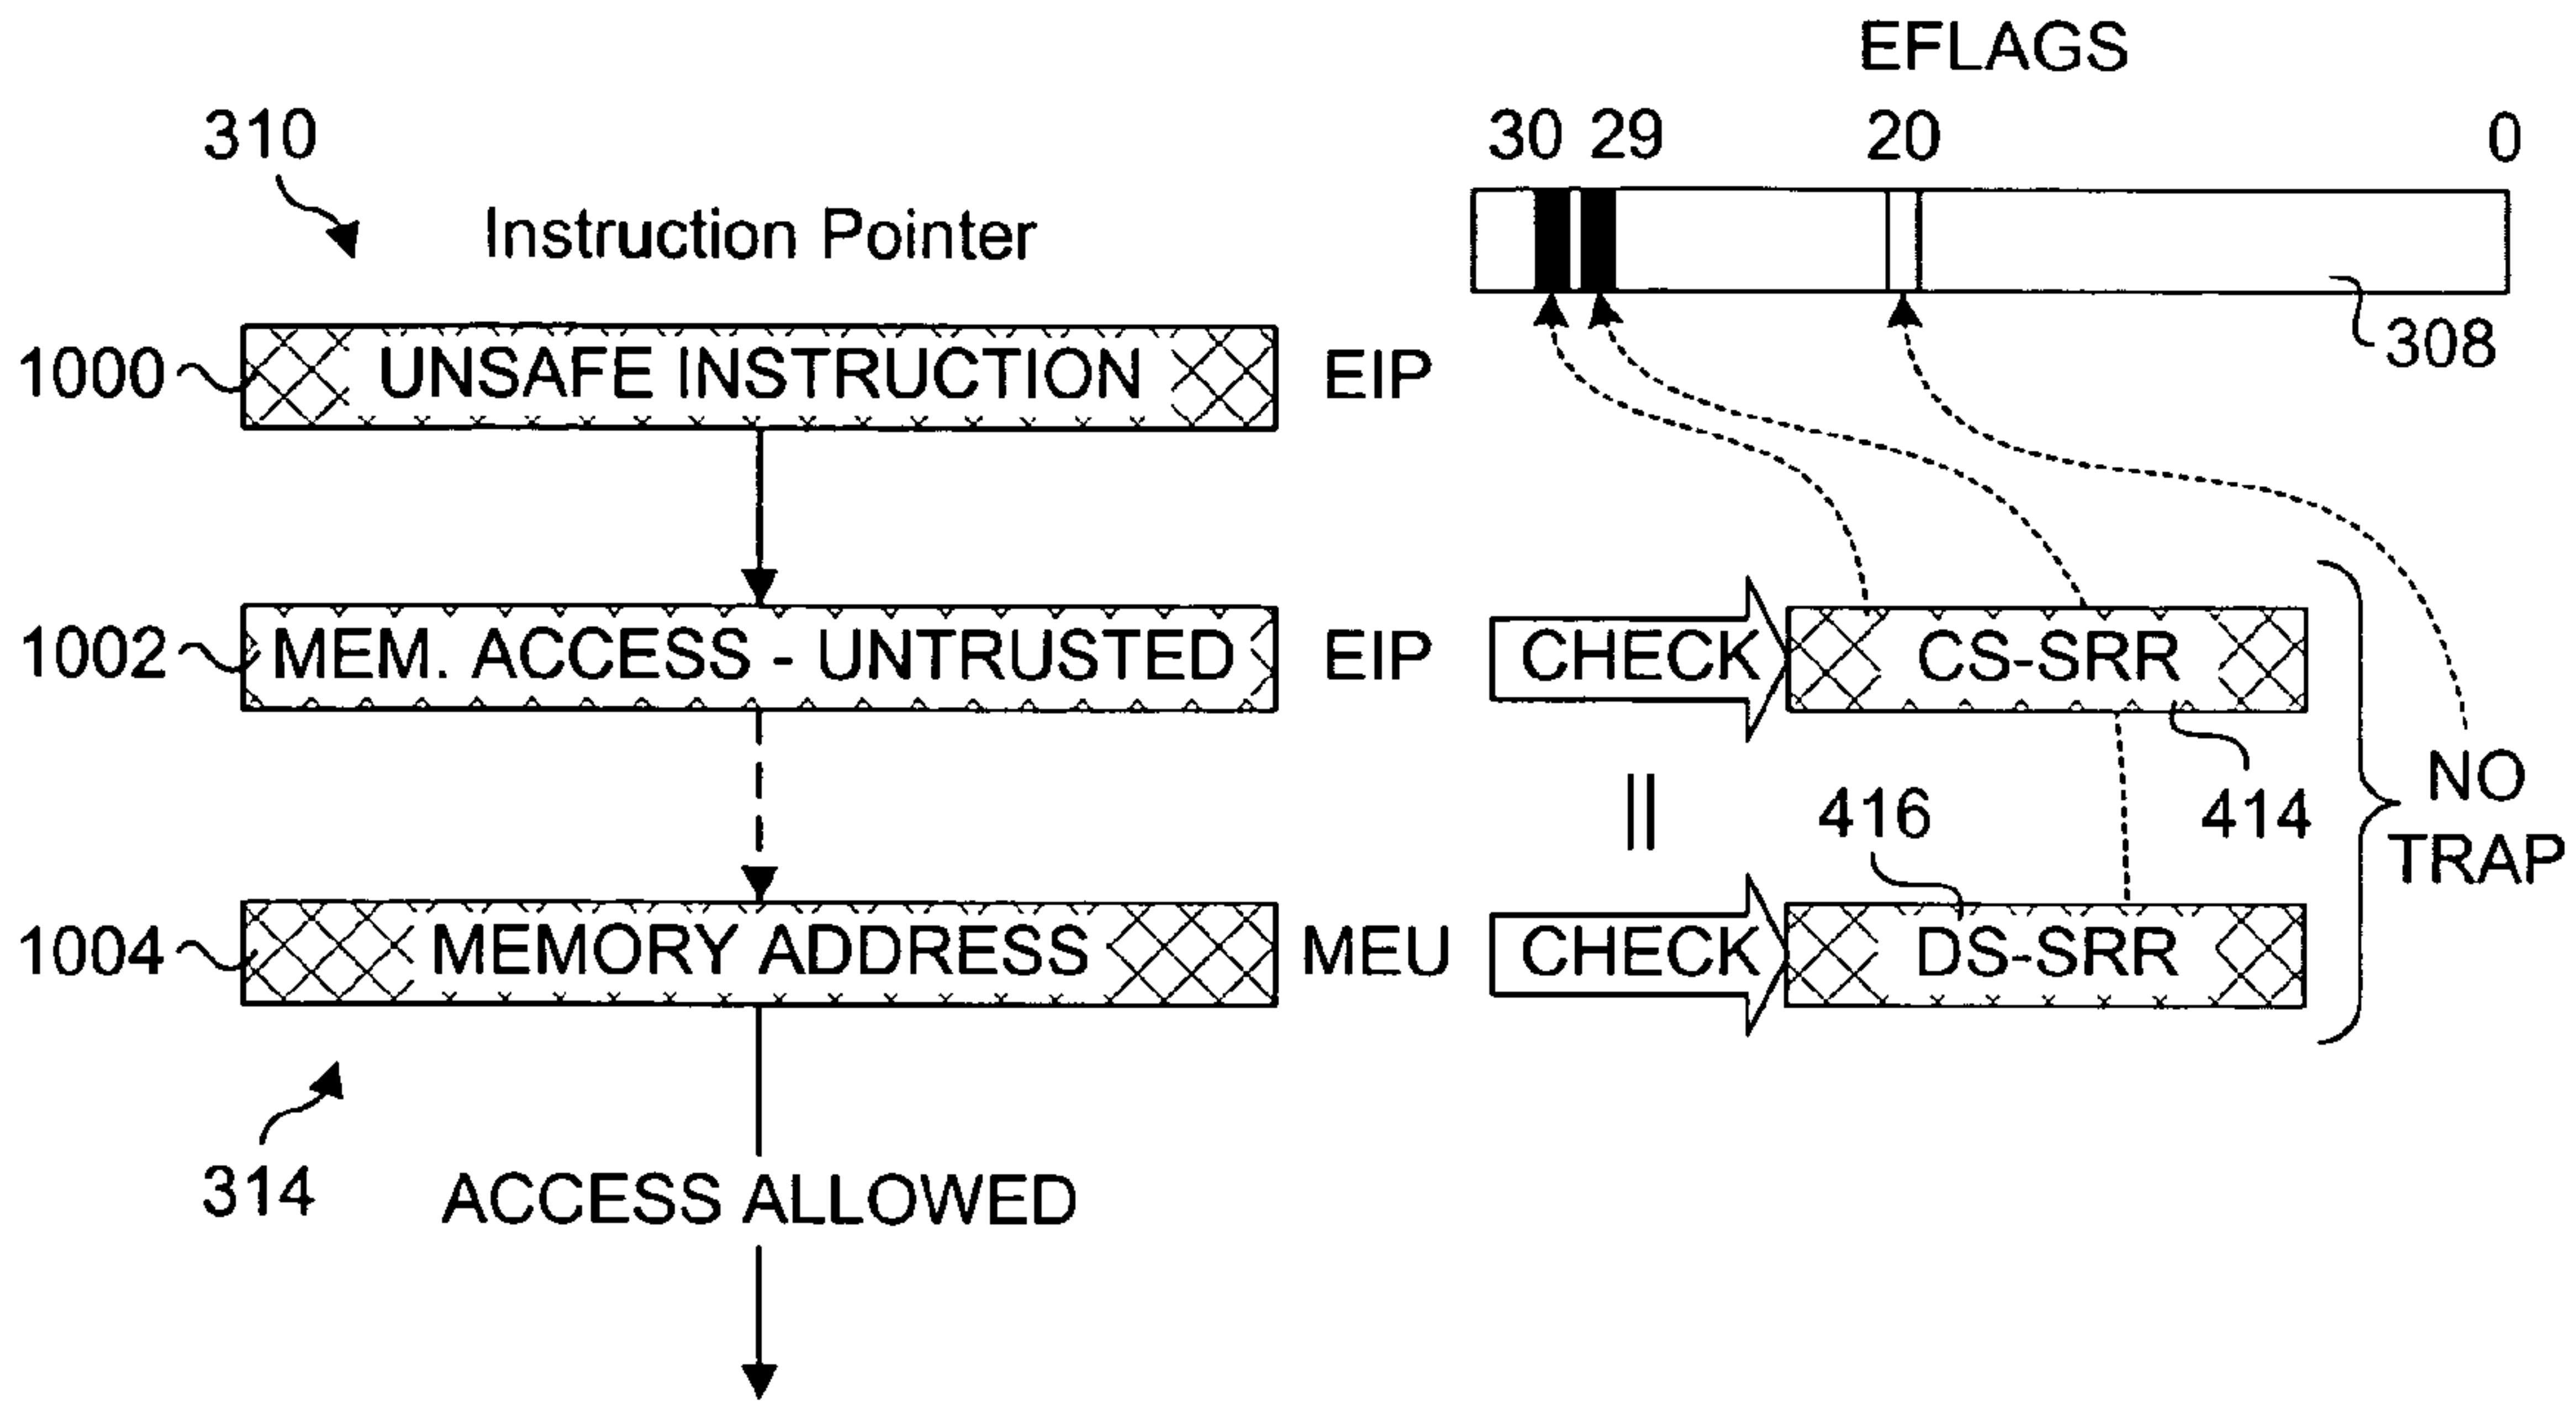 EFLAGS
310
30 29 20 0
Instruction Pointer
308
1000 UNSAFE INSTRUCTION EIP
1002 MEM. ACCESS - UNTRUSTED EIP CHECK CS-SRR
||
416
414
NO
TRAP
1004 MEMORY ADDRESS MEU CHECK DS-SRR
314
ACCESS ALLOWED